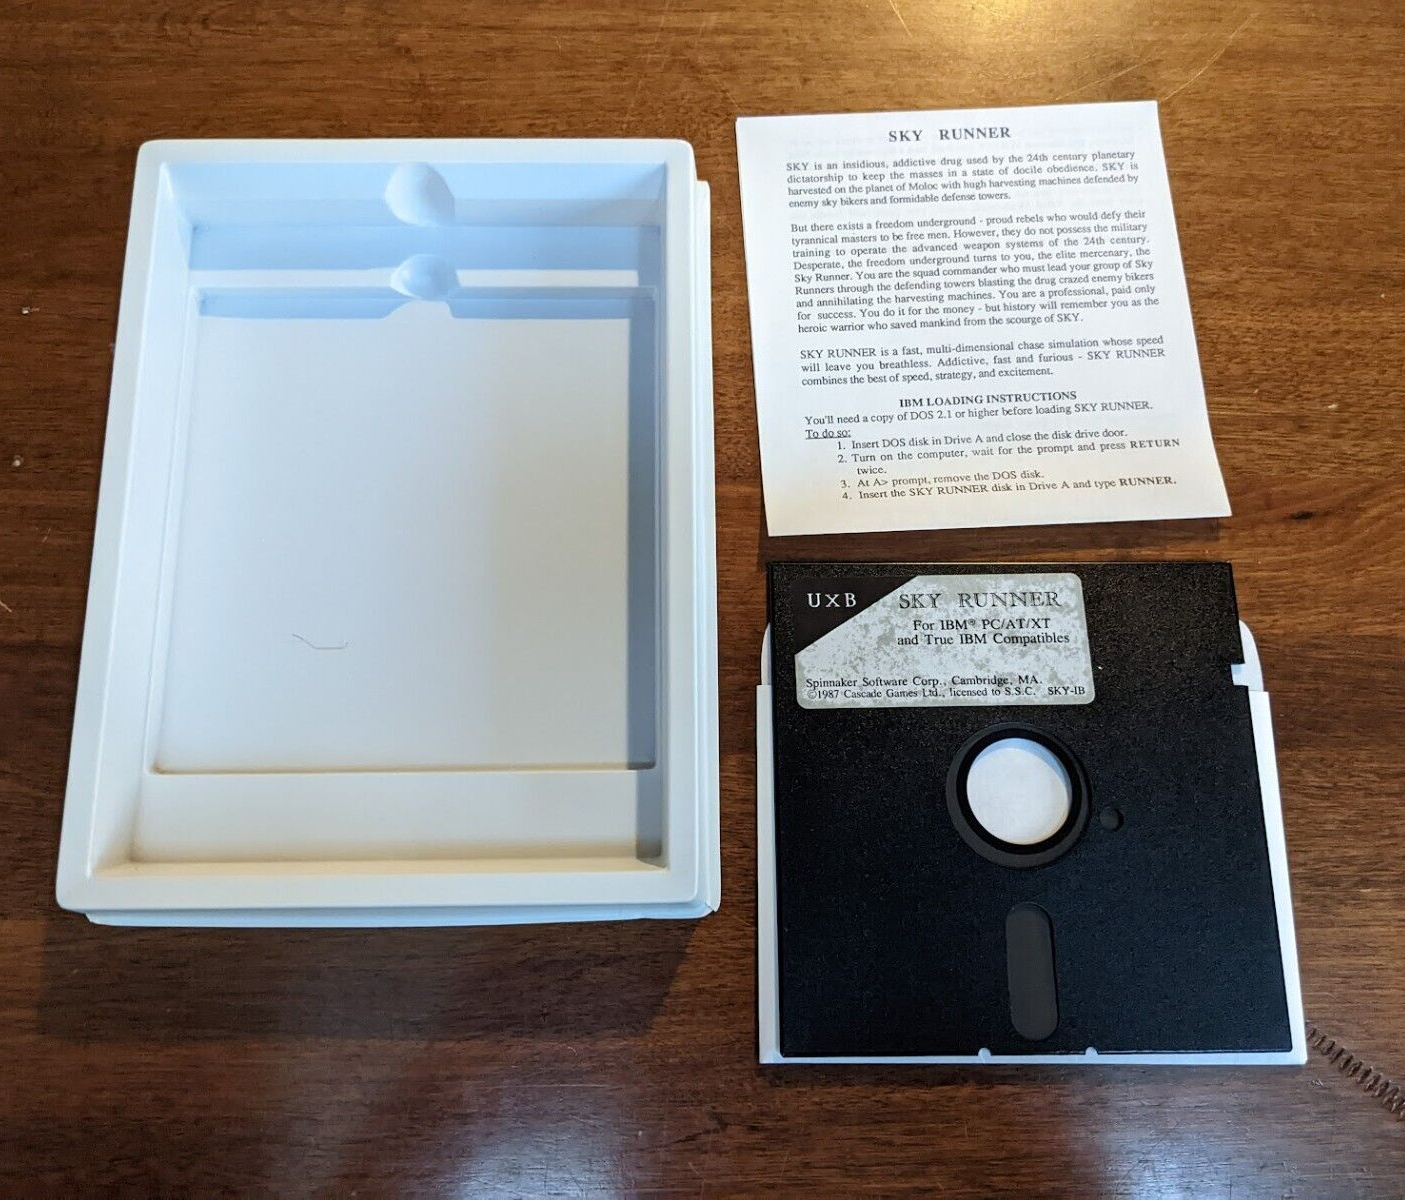 SKY RUNNER
SKY is an insidious, addictive drug used by the 24th century planetary
dictatorship to keep the masses in a state of docile obedience. SKY is
harvested on the planet of Moloc with hugh harvesting machines defended by
enemy sky bikers and formidable defense towers.
But there exists a freedom underground - proud rebels who would defy their
tyrannical masters to be free men. However, they do not possess the military
training to operate the advanced weapon systems of the 24th century.
Desperate, the freedom underground turns to you, the elite mercenary, the
Sky Runner. You are the squad commander who must lead your group of Sky
Runners through the defending towers blasting the drug crazed enemy bikers
and annihilating the harvesting machines. You are a professional, paid only
for success. You do it for the money - but history will remember you as the
heroic warrior who saved mankind from the scourge of SKY.
SKY RUNNER is a fast, multi-dimensional chase simulation whose speed
will leave you breathless. Addictive, fast and furious - SKY RUNNER
combines the best of speed, strategy, and excitement.
IBM LOADING INSTRUCTIONS
You'll need a copy of DOS 2.1 or higher before loading SKY RUNNER.
To do so:
1. Insert DOS disk in Drive A and close the disk drive door.
2. Turn on the computer, wait for the prompt and press RETURN
twice.
3. At A> prompt, remove the DOS disk.
4. Insert the SKY RUNNER disk in Drive A and type RUNNER.
UXB SKY RUNNER
For IBM® PC/AT/XT
and True IBM Compatibles
Spinnaker Software Corp., Cambridge, MA.
©1987 Cascade Games Ltd., licensed to S.S.C. SKY-IB